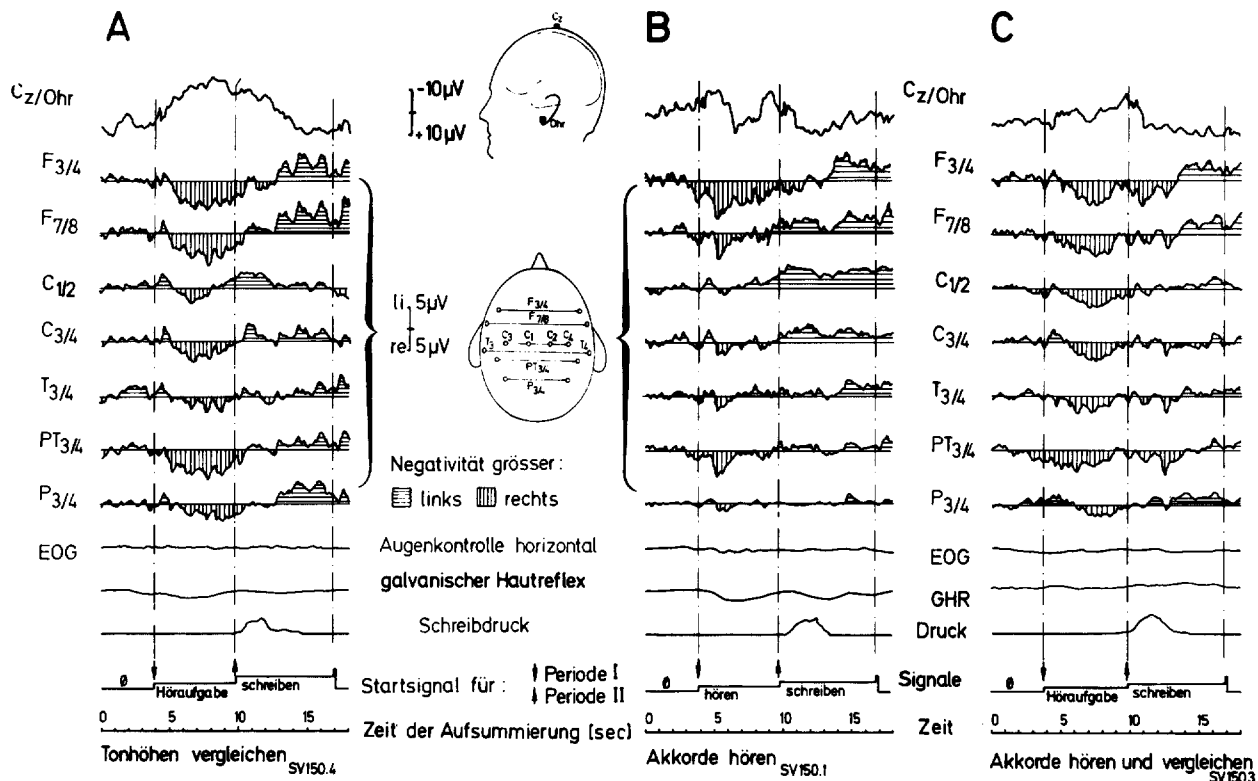 A
B
C
Cz
Ohr
Cz/Ohr
-10µV
+10µV
Cz/Ohr
F3/4
F7/8
C1/2
C3/4
T3/4
PT3/4
P3/4
EOG
li. 5µV
re 5µV
F3/4
F7/8
C3 C1 C2 C4
T3 T4
PT3/4
P3/4
Negativität grösser :
links rechts
Augenkontrolle horizontal
galvanischer Hautreflex
Schreibdruck
F3/4
F7/8
C1/2
C3/4
T3/4
PT3/4
P3/4
EOG
GHR
Druck
Signale
Zeit
Ø Höraufgabe schreiben
Startsignal für : Periode I
Periode II
Ø hören schreiben
Ø Höraufgabe schreiben
0 5 10 15
Zeit der Aufsummierung (sec)
0 5 10 15
0 5 10 15
Tonhöhen vergleichen SV150.4
Akkorde hören SV150.1
Akkorde hören und vergleichen
SV150.3